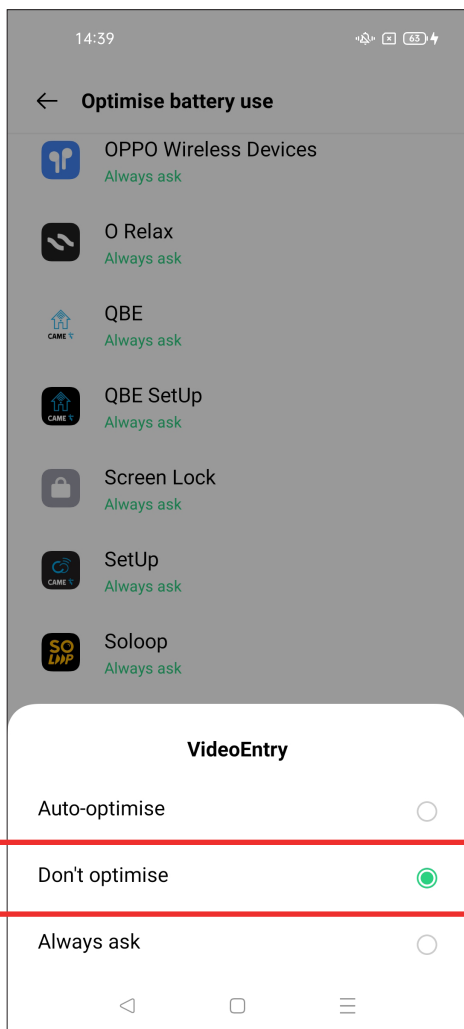 14:39
63
Optimise battery use
OPPO Wireless Devices
Always ask
O Relax
Always ask
QBE
Always ask
CAME
QBE SetUp
Always ask
CAME
Screen Lock
Always ask
SetUp
Always ask
CAME
Soloop
Always ask
SO
LOOP
VideoEntry
Auto-optimise
Don't optimise
Always ask